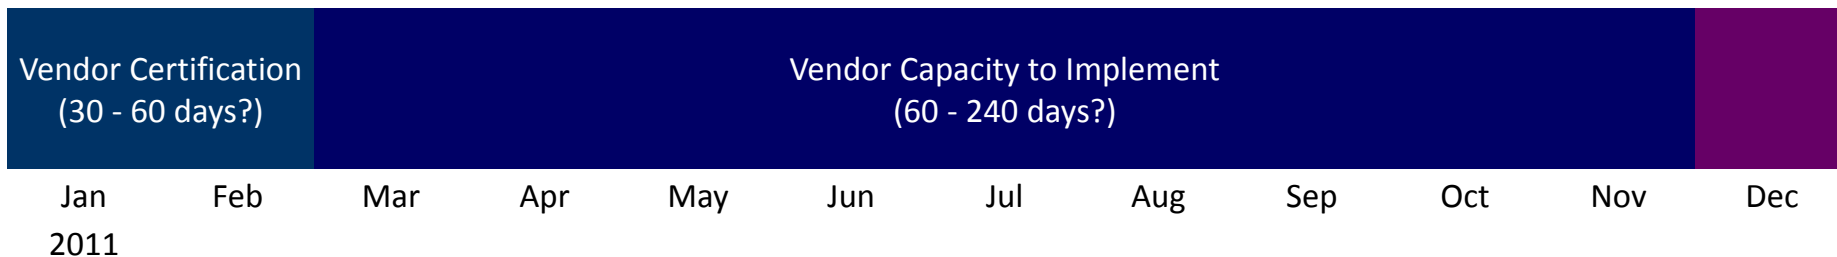 Vendor Certification
(30 - 60 days?)
Vendor Capacity to Implement
(60 - 240 days?)
Jan Feb Mar Apr May Jun Jul Aug Sep Oct Nov Dec
2011